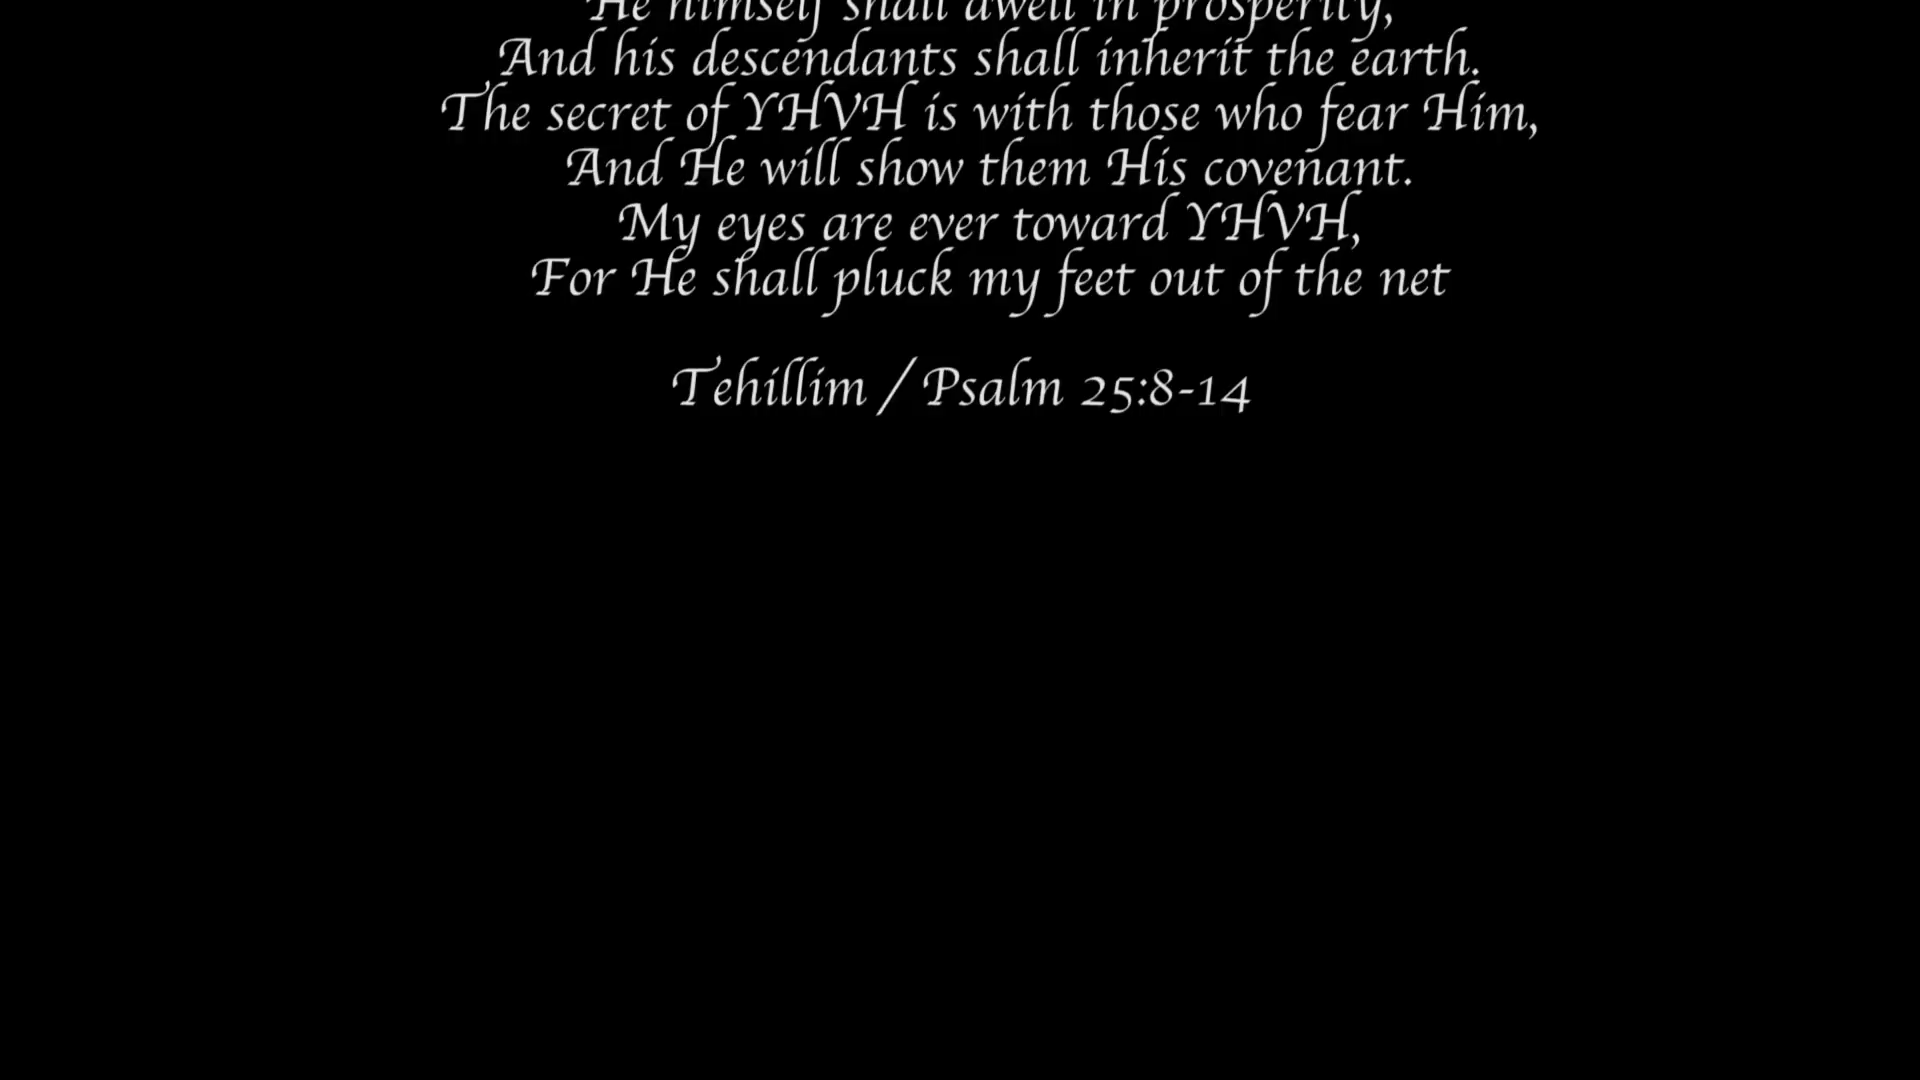 He himself shall dwell in prosperity,
And his descendants shall inherit the earth.
The secret of YHVH is with those who fear Him,
And He will show them His covenant.
My eyes are ever toward YHVH,
For He shall pluck my feet out of the net
Tehillim / Psalm 25:8-14